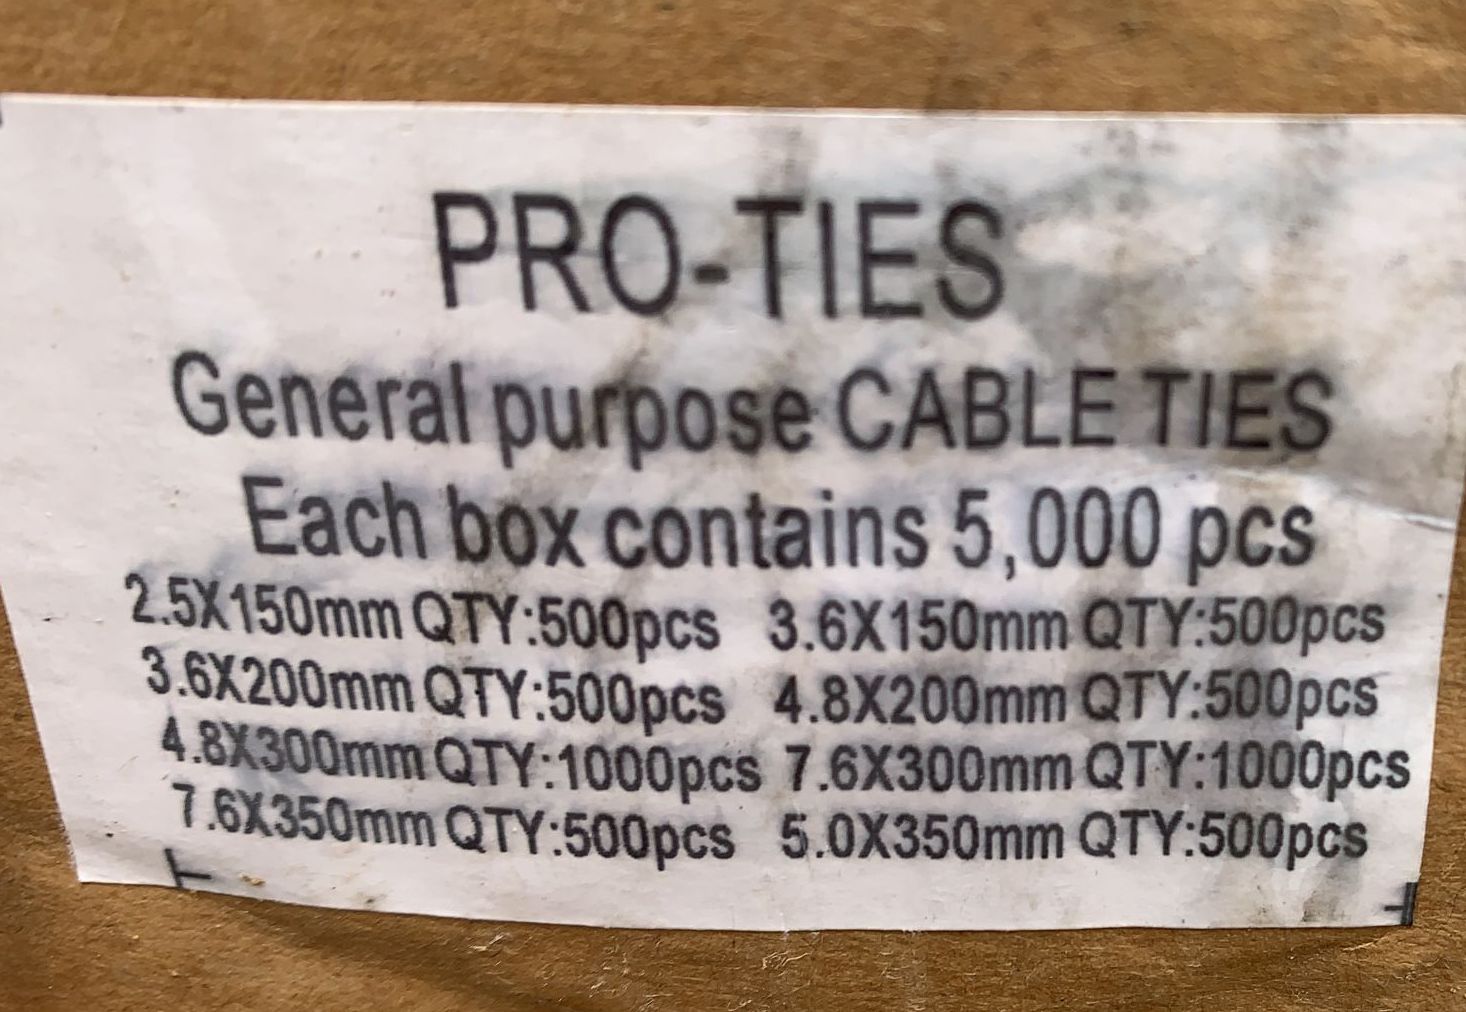 PRO-TIES
General purpose CABLE TIES
Each box contains 5,000 pcs
2.5X150mm QTY:500pcs 3.6X150mm QTY:500pcs
3.6X200mm QTY:500pcs 4.8X200mm QTY:500pcs
4.8X300mm QTY:1000pcs 7.6X300mm QTY:1000pcs
7.6X350mm QTY:500pcs 5.0X350mm QTY:500pcs